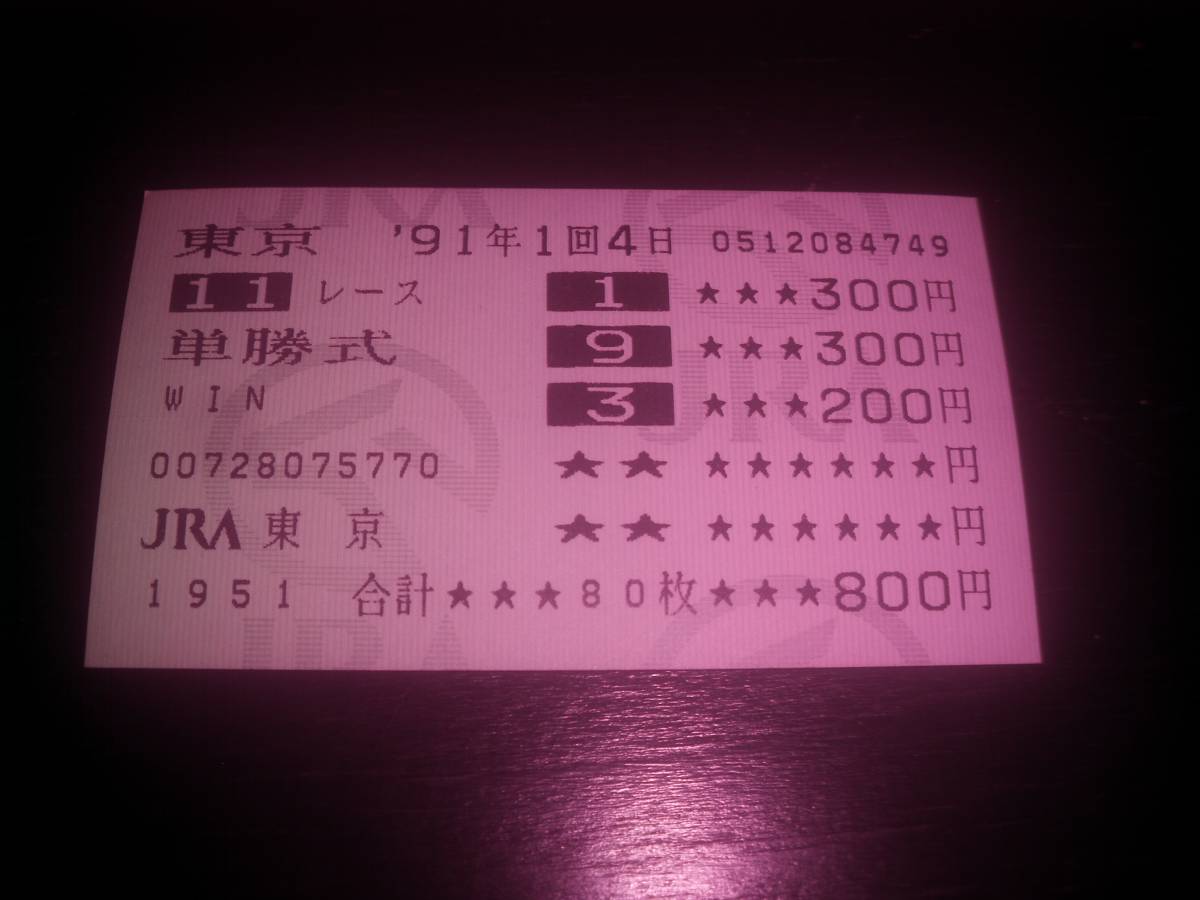 東京 '91年1回4日 0512084749
11 レース 1 ★★★300円
単勝式 9 ★★★300円
WIN 3 ★★★200円
00728075770 ★★ ★★★★★★円
JRA 東 京 ★★ ★★★★★★円
1951 合計★★★80枚★★★800円